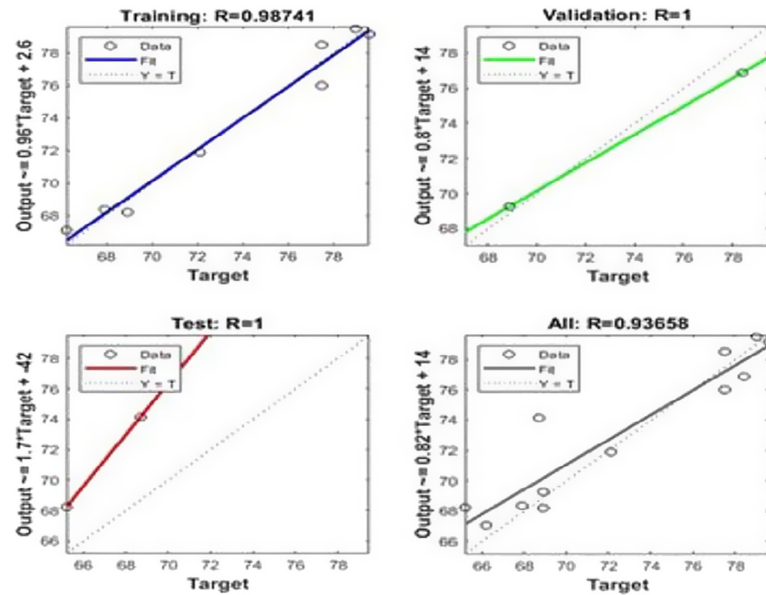 Training: R=0.98741
Output ~= 0.96*Target + 2.6
Data
Fit
Y = T
78
76
74
72
70
68
68 70 72 74 76 78
Target
Validation: R=1
Output ~= 0.8*Target + 14
Data
Fit
Y = T
78
76
74
72
70
68
68 70 72 74 76 78
Target
Test: R=1
Output ~= 1.7*Target + -42
Data
Fit
Y = T
78
76
74
72
70
68
66
66 68 70 72 74 76 78
Target
All: R=0.93658
Output ~= 0.82*Target + 14
Data
Fit
Y = T
78
76
74
72
70
68
66
66 68 70 72 74 76 78
Target